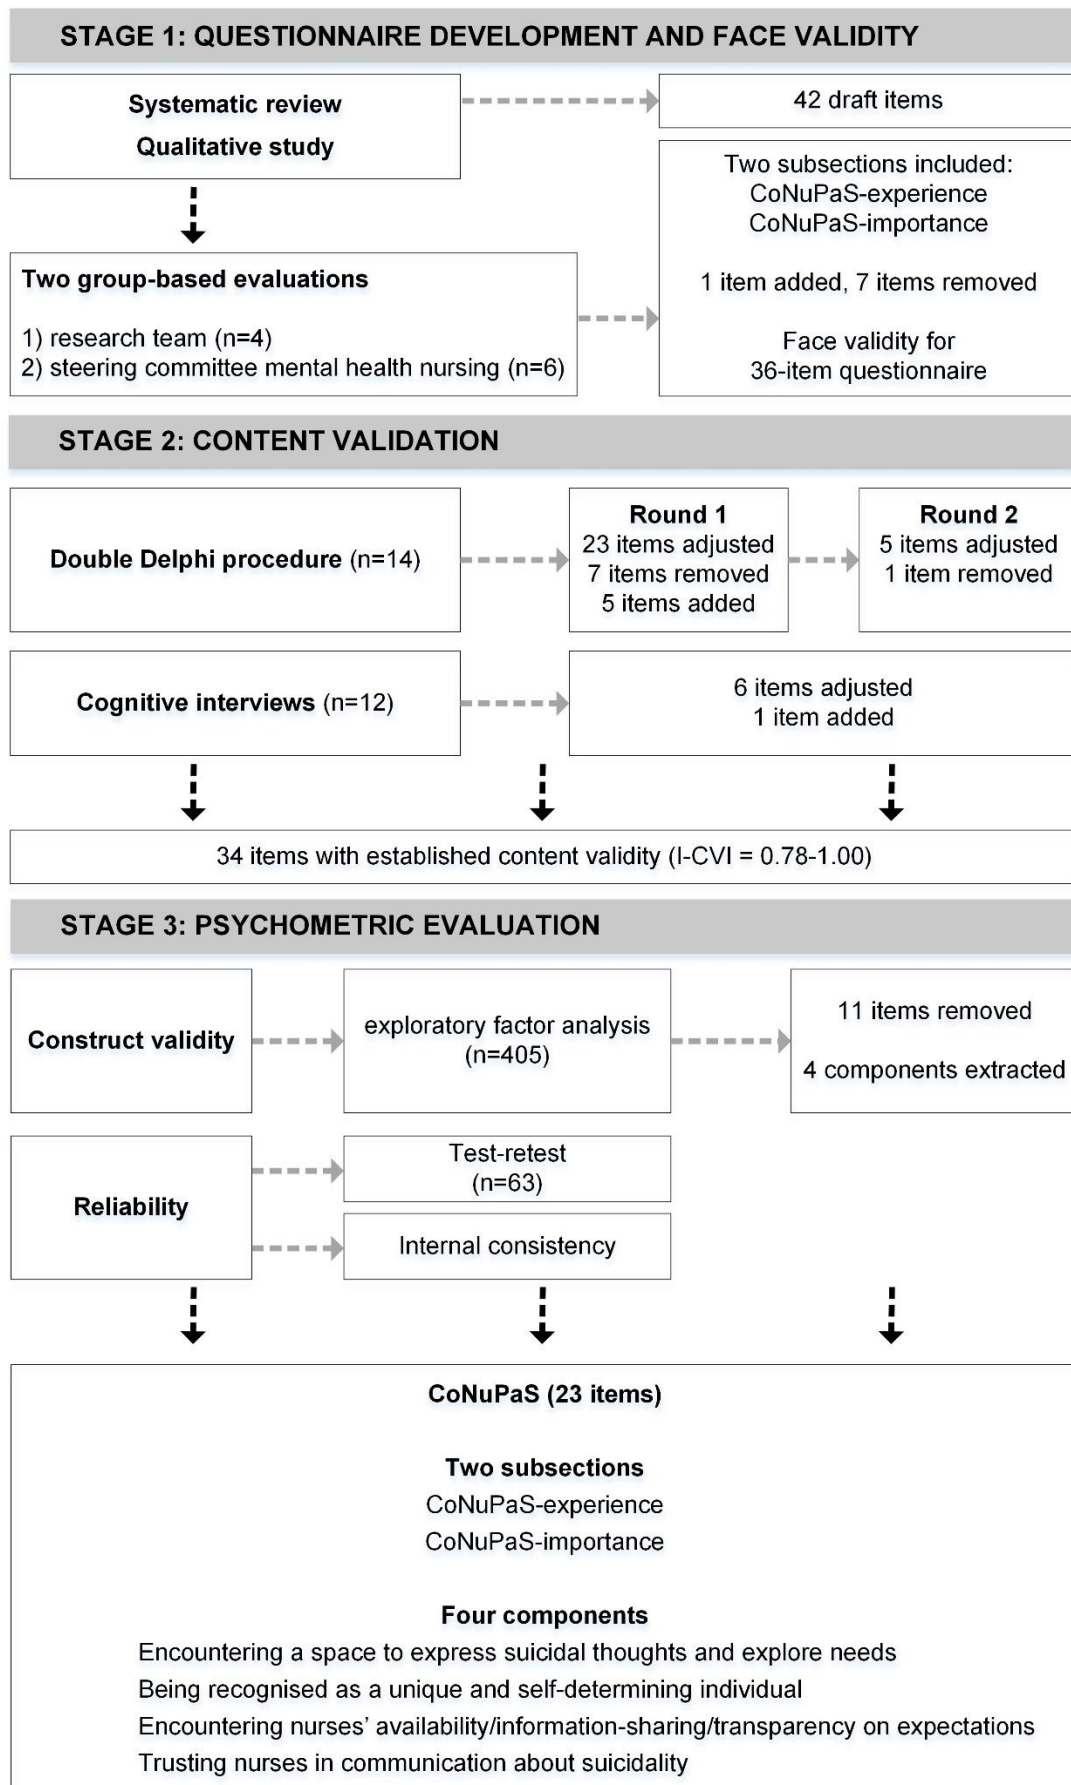 STAGE 1: QUESTIONNAIRE DEVELOPMENT AND FACE VALIDITY
Systematic review
Qualitative study
42 draft items
Two subsections included:
CoNuPaS-experience
CoNuPaS-importance
1 item added, 7 items removed
Face validity for
36-item questionnaire
Two group-based evaluations
1) research team (n=4)
2) steering committee mental health nursing (n=6)
STAGE 2: CONTENT VALIDATION
Double Delphi procedure (n=14)
Round 1
23 items adjusted
7 items removed
5 items added
Round 2
5 items adjusted
1 item removed
Cognitive interviews (n=12)
6 items adjusted
1 item added
34 items with established content validity (I-CVI = 0.78-1.00)
STAGE 3: PSYCHOMETRIC EVALUATION
Construct validity
exploratory factor analysis
(n=405)
11 items removed
4 components extracted
Reliability
Test-retest
(n=63)
Internal consistency
CoNuPaS (23 items)
Two subsections
CoNuPaS-experience
CoNuPaS-importance
Four components
Encountering a space to express suicidal thoughts and explore needs
Being recognised as a unique and self-determining individual
Encountering nurses' availability/information-sharing/transparency on expectations
Trusting nurses in communication about suicidality